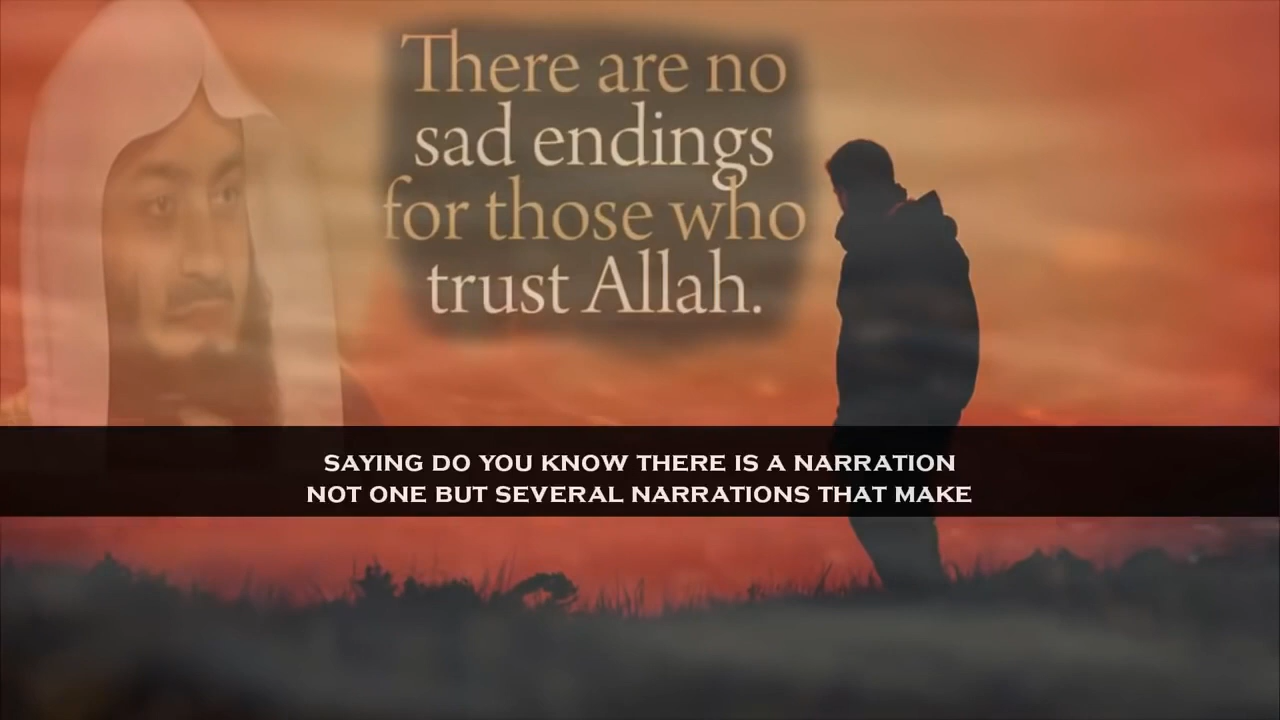 There are no
sad endings
for those who
trust Allah.
SAYING DO YOU KNOW THERE IS A NARRATION
NOT ONE BUT SEVERAL NARRATIONS THAT MAKE